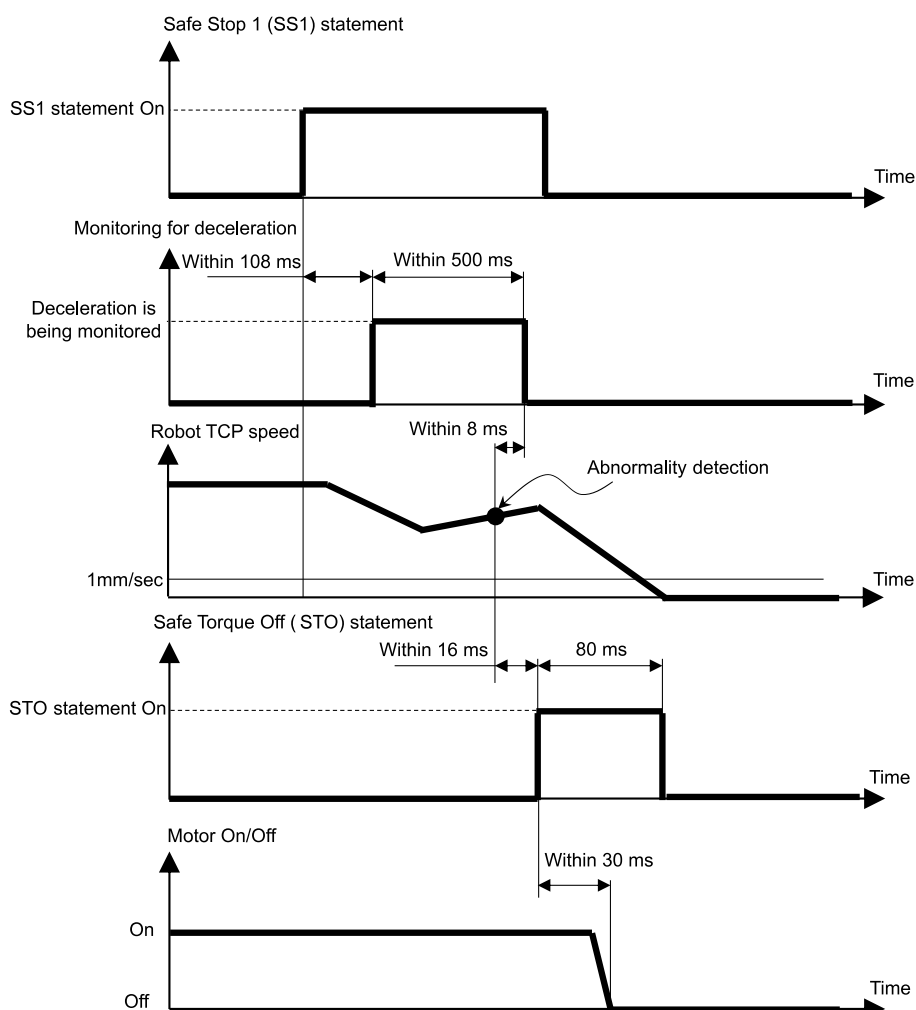 Safe Stop 1 (SS1) statement
SS1 statement On
Time
Monitoring for deceleration
Within 108 ms
Within 500 ms
Deceleration is
being monitored
Time
Within 8 ms
Robot TCP speed
Abnormality detection
1mm/sec
Time
Safe Torque Off ( STO) statement
Within 16 ms
80 ms
STO statement On
Time
Motor On/Off
Within 30 ms
On
Off
Time